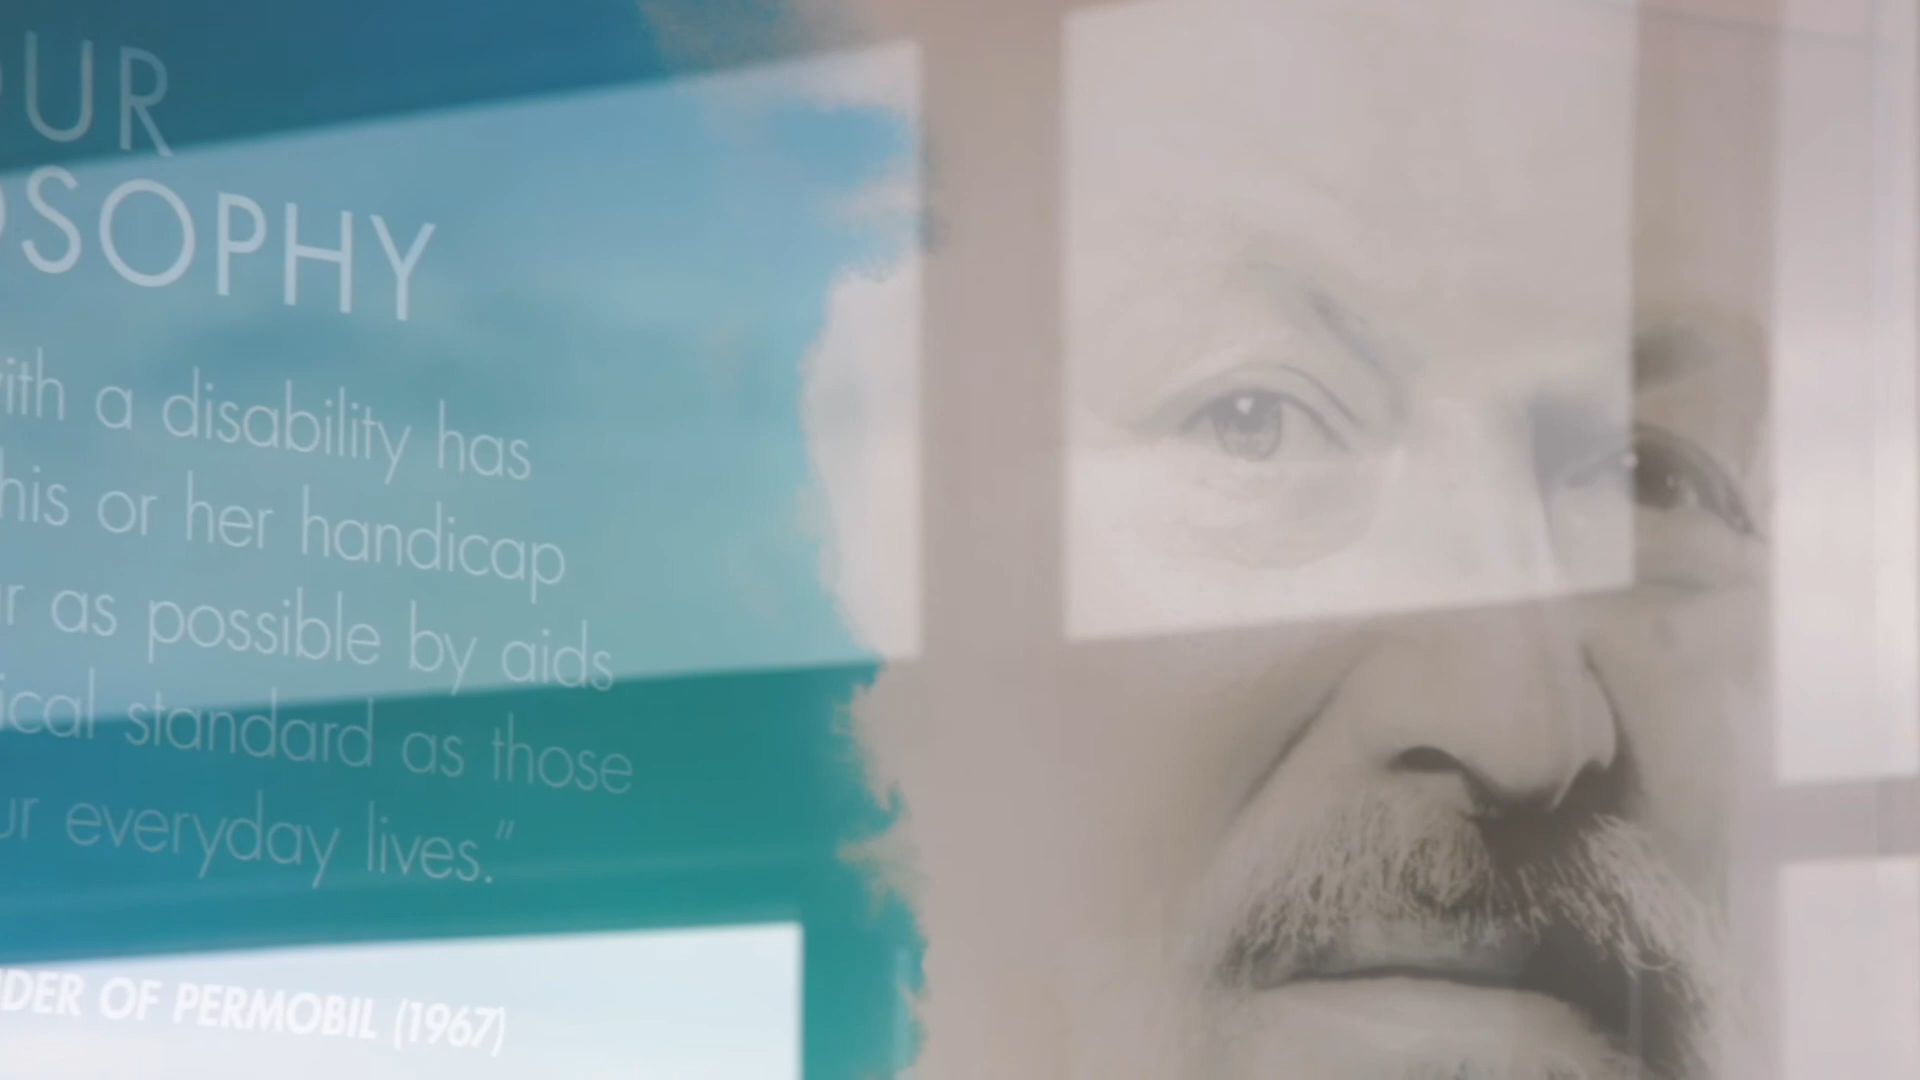 UR
OSOPHY
with a disability has
his or her handicap
r as possible by aids
ical standard as those
ur everyday lives.”
DER OF PERMOBIL (1967)